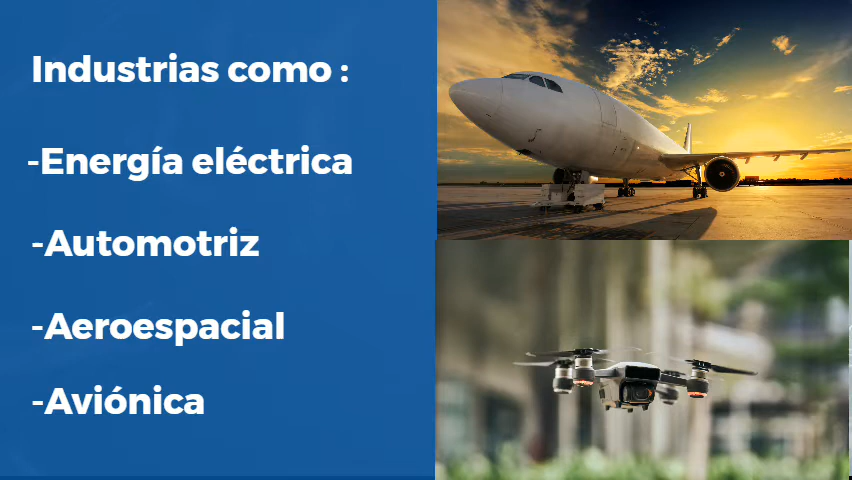 Industrias como :
-Energía eléctrica
-Automotriz
-Aeroespacial
-Aviónica